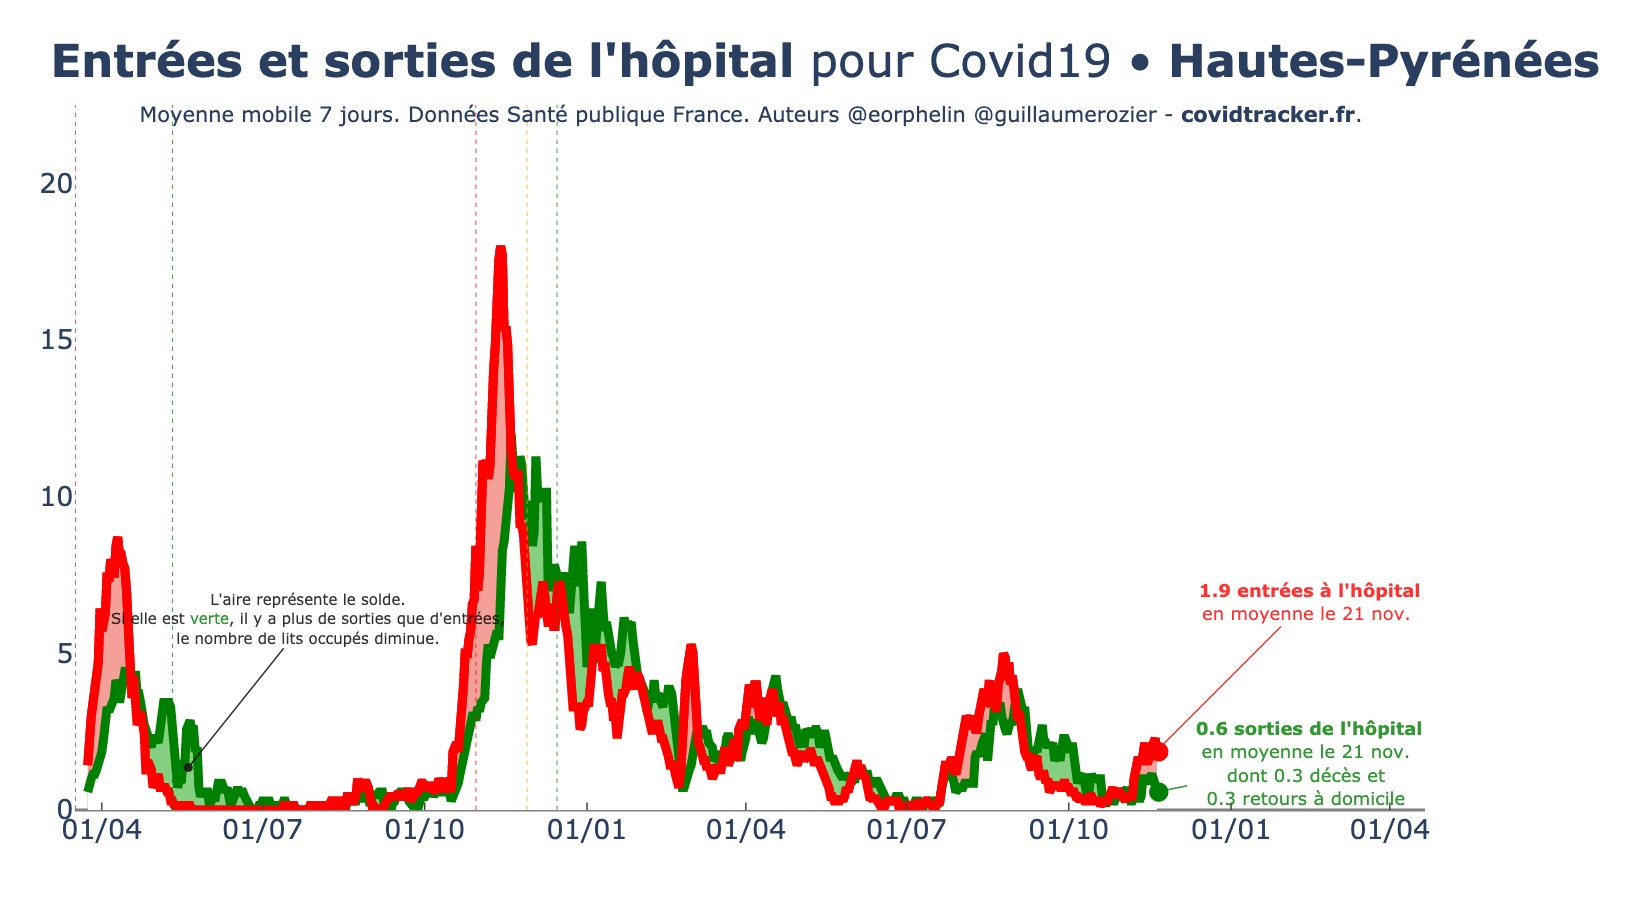 Entrées et sorties de l'hôpital pour Covid19 • Hautes-Pyrénées
Moyenne mobile 7 jours. Données Santé publique France. Auteurs @eorphelin @guillaumerozier - covidtracker.fr.
20
15
10
5
0
L'aire représente le solde.
Si elle est verte, il y a plus de sorties que d'entrées,
le nombre de lits occupés diminue.
1.9 entrées à l'hôpital
en moyenne le 21 nov.
0.6 sorties de l'hôpital
en moyenne le 21 nov.
dont 0.3 décès et
0.3 retours à domicile
01/04 01/07 01/10 01/01 01/04 01/07 01/10 01/01 01/04